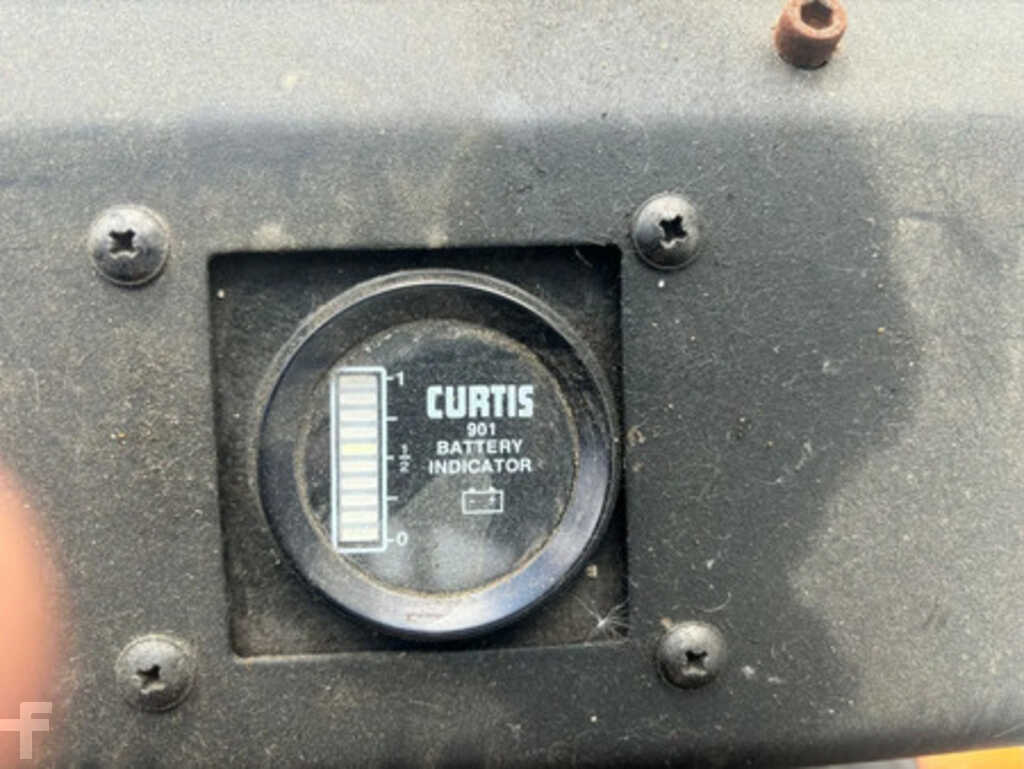 1
CURTIS
901
BATTERY
1/2
INDICATOR
- +
0
f